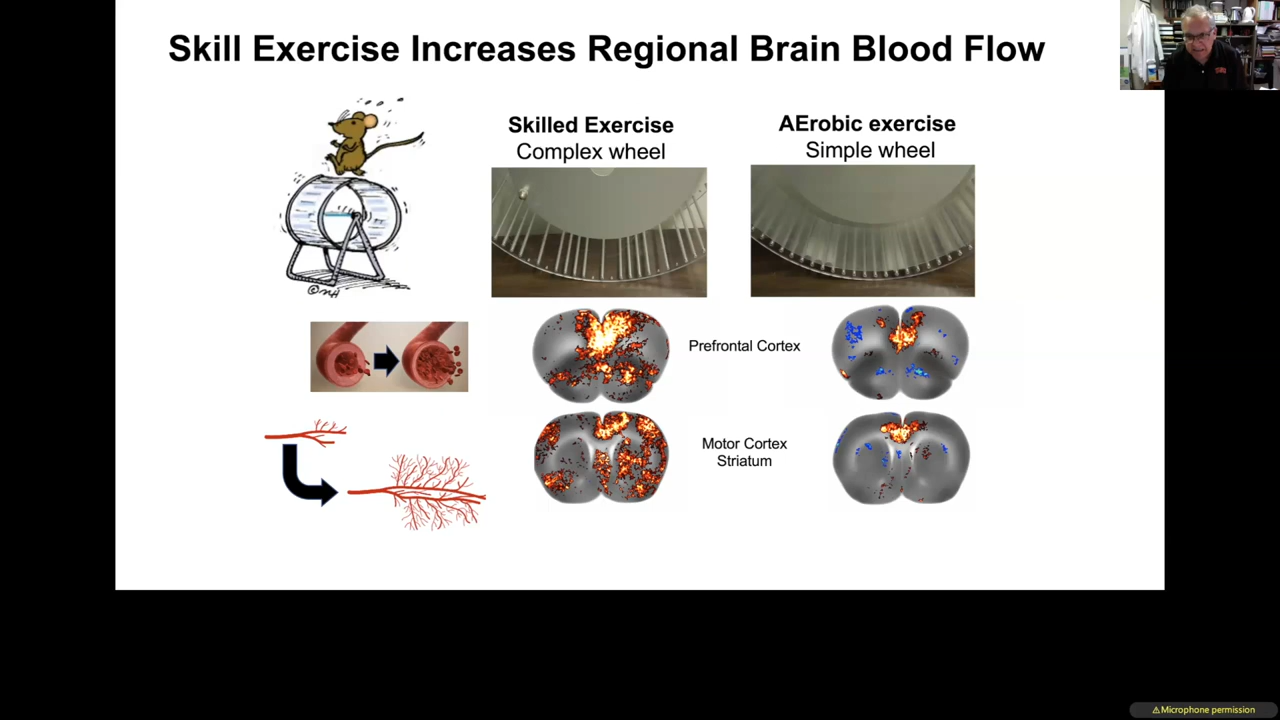 Skill Exercise Increases Regional Brain Blood Flow
Skilled Exercise
Complex wheel
AErobic exercise
Simple wheel
Prefrontal Cortex
Motor Cortex
Striatum
⚠Microphone permission